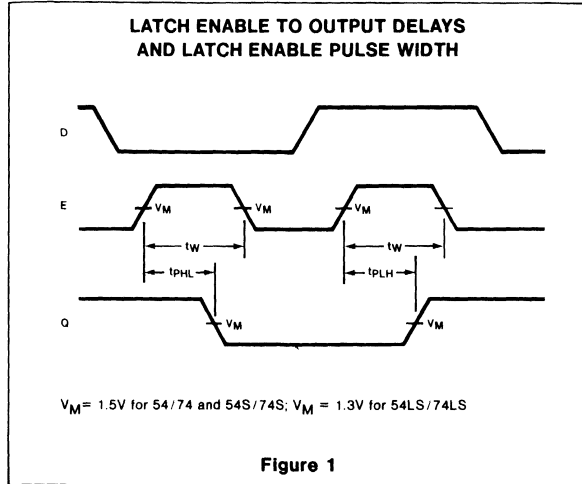 LATCH ENABLE TO OUTPUT DELAYS
AND LATCH ENABLE PULSE WIDTH
D
E
VM
VM
VM
tW
tW
tPHL
tPLH
Q
VM
VM
VM = 1.5V for 54/74 and 54S/74S; VM = 1.3V for 54LS/74LS
Figure 1